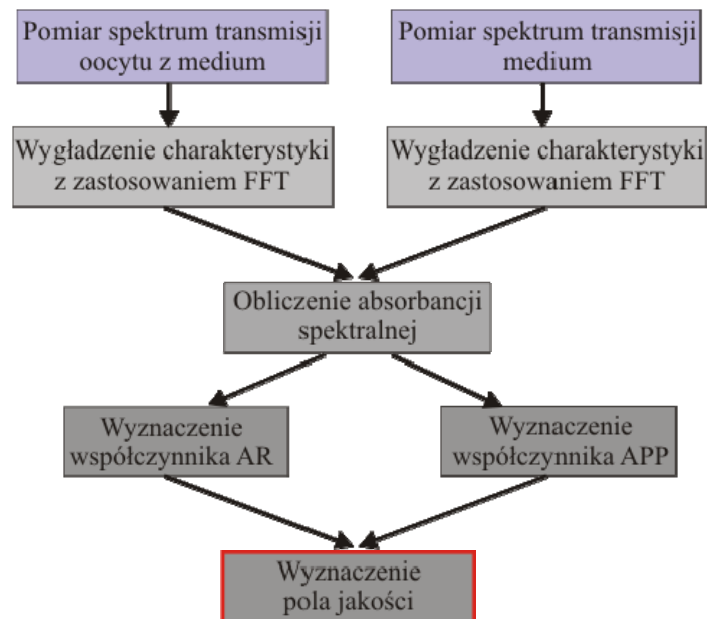 Pomiar spektrum transmisji
oocytu z medium
Pomiar spektrum transmisji
medium
Wygładzenie charakterystyki
z zastosowaniem FFT
Wygładzenie charakterystyki
z zastosowaniem FFT
Obliczenie absorbancji
spektralnej
Wyznaczenie
współczynnika AR
Wyznaczenie
współczynnika APP
Wyznaczenie
pola jakości